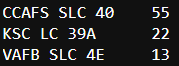 CCAFS SLC 40 55
KSC LC 39A 22
VAFB SLC 4E 13